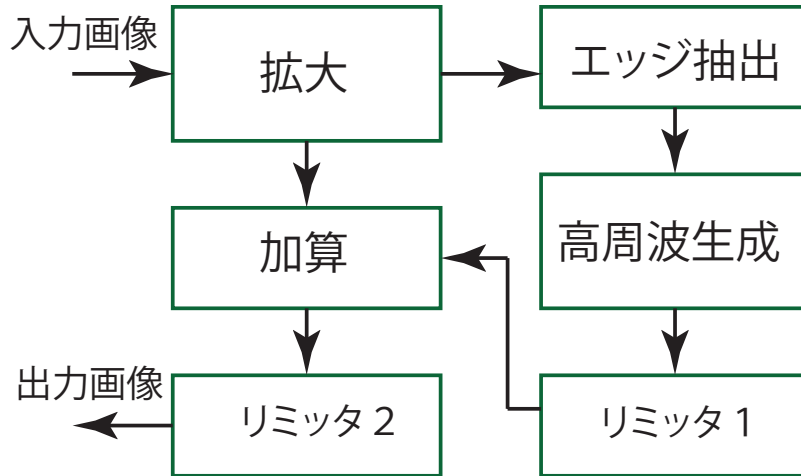 入力画像
拡大
エッジ抽出
加算
高周波生成
出力画像
リミッタ２
リミッタ１